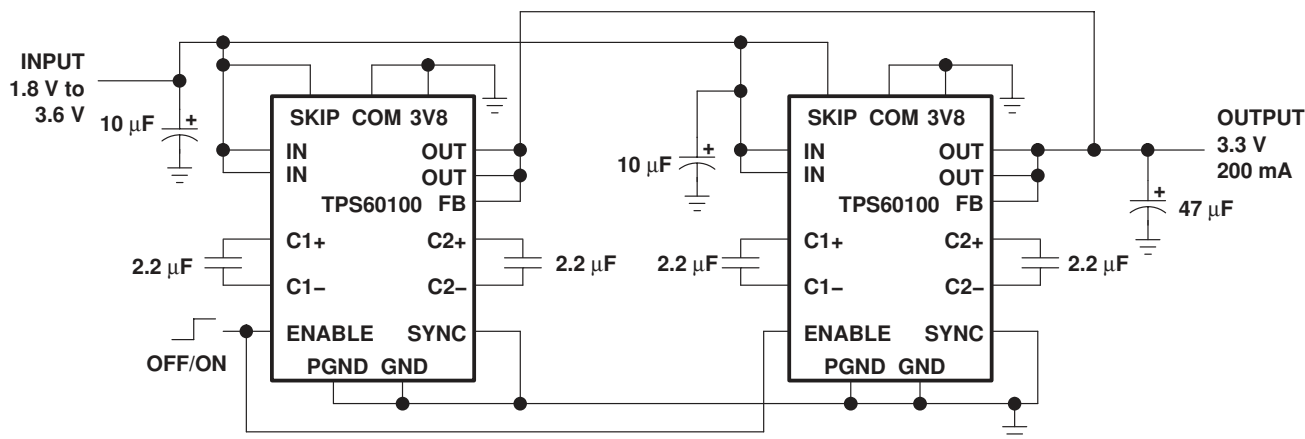 INPUT
1.8 V to
3.6 V
10 μF
+
SKIP COM 3V8
IN
IN
OUT
OUT
TPS60100 FB
C1+
C1−
C2+
C2−
2.2 μF
2.2 μF
ENABLE SYNC
PGND GND
OFF/ON
10 μF
+
SKIP COM 3V8
IN
IN
OUT
OUT
TPS60100 FB
C1+
C1−
C2+
C2−
2.2 μF
2.2 μF
ENABLE SYNC
PGND GND
OUTPUT
3.3 V
200 mA
+
47 μF